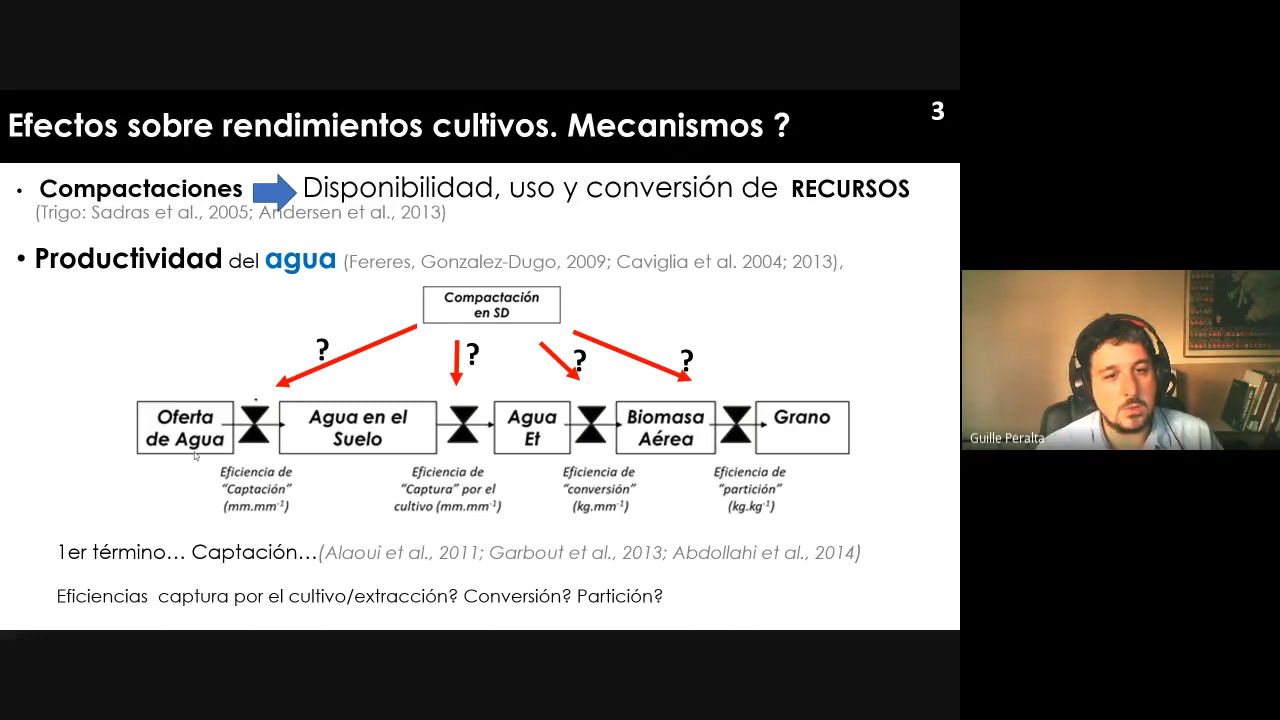 Efectos sobre rendimientos cultivos. Mecanismos ?
3
• Compactaciones Disponibilidad, uso y conversión de RECURSOS
(Trigo: Sadras et al., 2005; Andersen et al., 2013)
• Productividad del agua (Fereres, Gonzalez-Dugo, 2009; Caviglia et al. 2004; 2013),
Compactación
en SD
?
?
?
?
Oferta
de Agua
Agua en el
Suelo
Agua
Et
Biomasa
Aérea
Grano
Eficiencia de
"Captación"
(mm.mm⁻¹)
Eficiencia de
"Captura" por el
cultivo (mm.mm⁻¹)
Eficiencia de
"conversión"
(kg.mm⁻¹)
Eficiencia de
"partición"
(kg.kg⁻¹)
1er término... Captación...(Alaoui et al., 2011; Garbout et al., 2013; Abdollahi et al., 2014)
Eficiencias captura por el cultivo/extracción? Conversión? Partición?
Guille Peralta